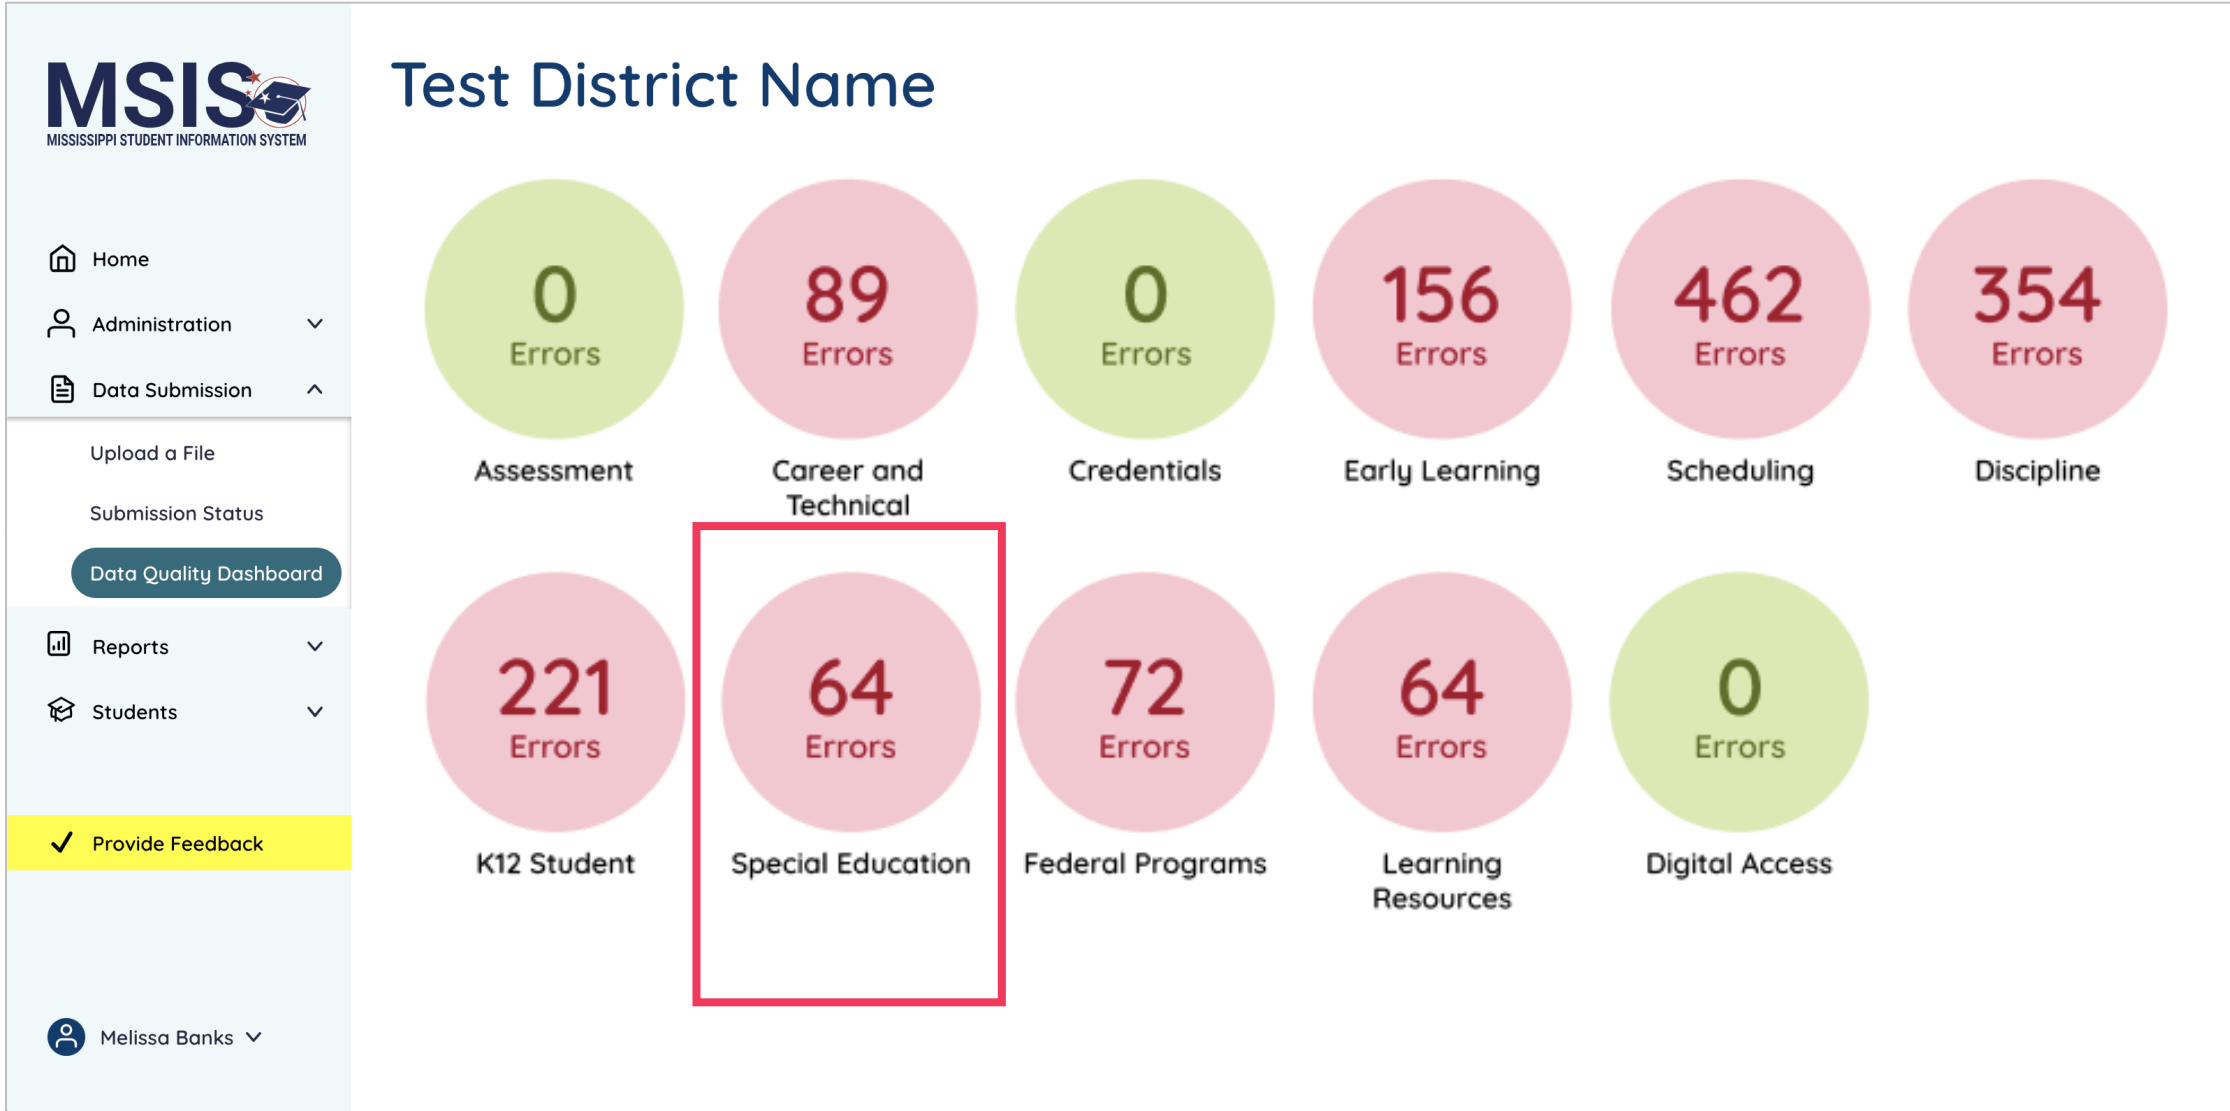 MSIS
MISSISSIPPI STUDENT INFORMATION SYSTEM
Home
Administration
Data Submission
Upload a File
Submission Status
Data Quality Dashboard
Reports
Students
Provide Feedback
Melissa Banks
Test District Name
0
Errors
Assessment
89
Errors
Career and
Technical
0
Errors
Credentials
156
Errors
Early Learning
462
Errors
Scheduling
354
Errors
Discipline
221
Errors
K12 Student
64
Errors
Special Education
72
Errors
Federal Programs
64
Errors
Learning
Resources
0
Errors
Digital Access